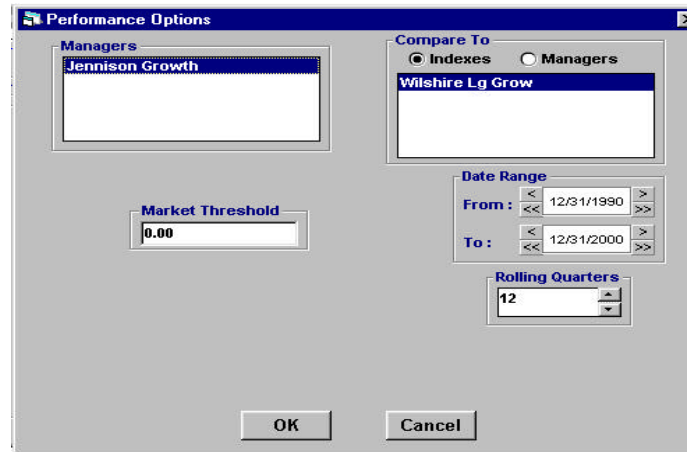 Performance Options
Managers
Jennison Growth
Compare To
Indexes Managers
Wilshire Lg Grow
Market Threshold
0.00
Date Range
< >
From : << 12/31/1990 >>
< >
To : << 12/31/2000 >>
Rolling Quarters
12
OK Cancel